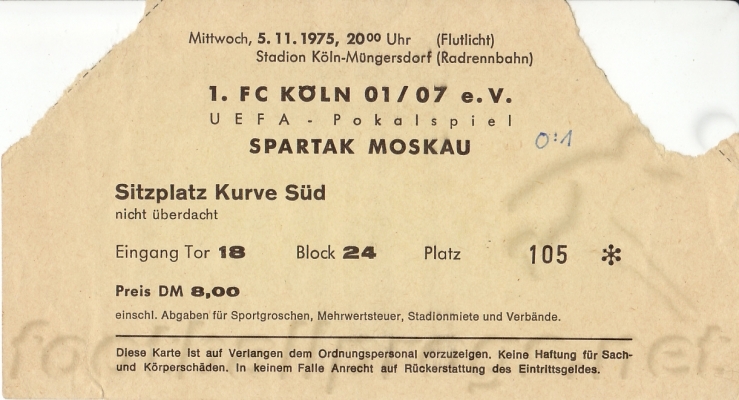 Mittwoch, 5.11.1975, 20⁰⁰ Uhr (Flutlicht)
Stadion Köln-Müngersdorf (Radrennbahn)
1. FC KÖLN 01/07 e.V.
UEFA - Pokalspiel
SPARTAK MOSKAU
0:1
Sitzplatz Kurve Süd
nicht überdacht
Eingang Tor 18 Block 24 Platz 105 *
Preis DM 8,00
einschl. Abgaben für Sportgroschen, Mehrwertsteuer, Stadionmiete und Verbände.
Diese Karte ist auf Verlangen dem Ordnungspersonal vorzuzeigen. Keine Haftung für Sach-
und Körperschäden. In keinem Falle Anrecht auf Rückerstattung des Eintrittsgeldes.